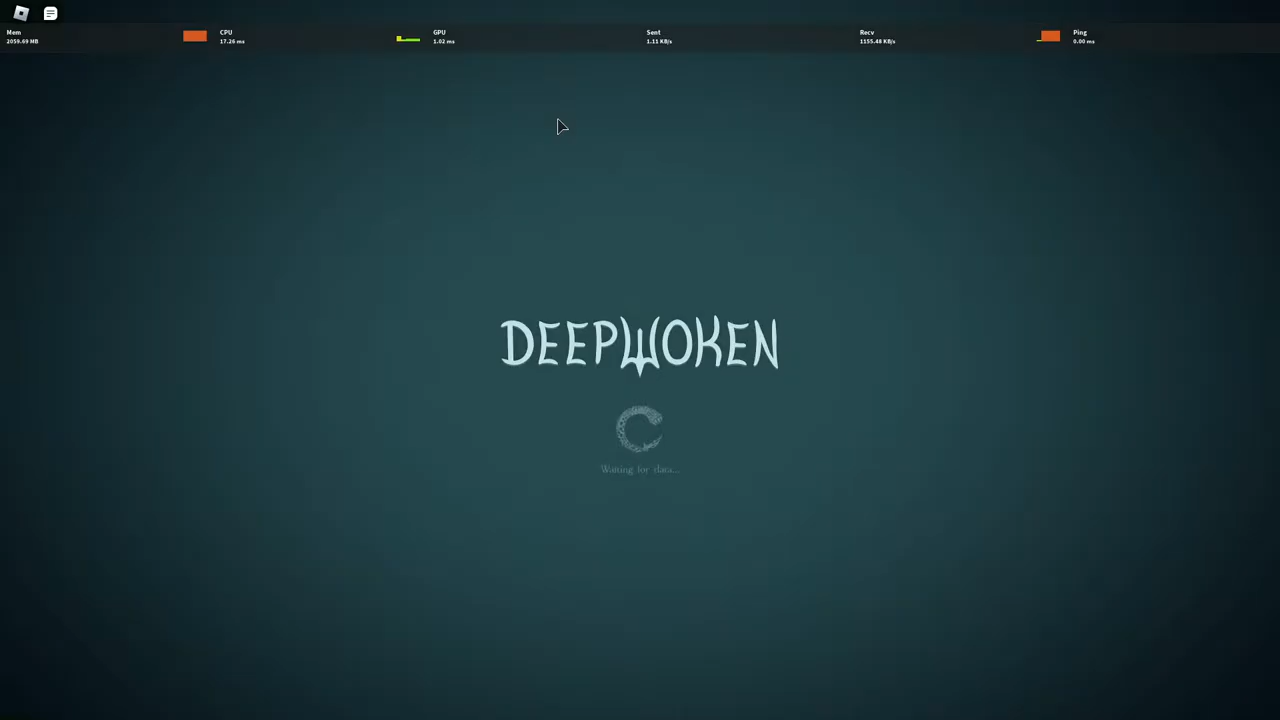 Mem CPU GPU Sent Recv Ping
2059.69 MB 17.26 ms 1.02 ms 1.11 KB/s 1155.48 KB/s 0.00 ms
DEEPWOKEN
Waiting for data...